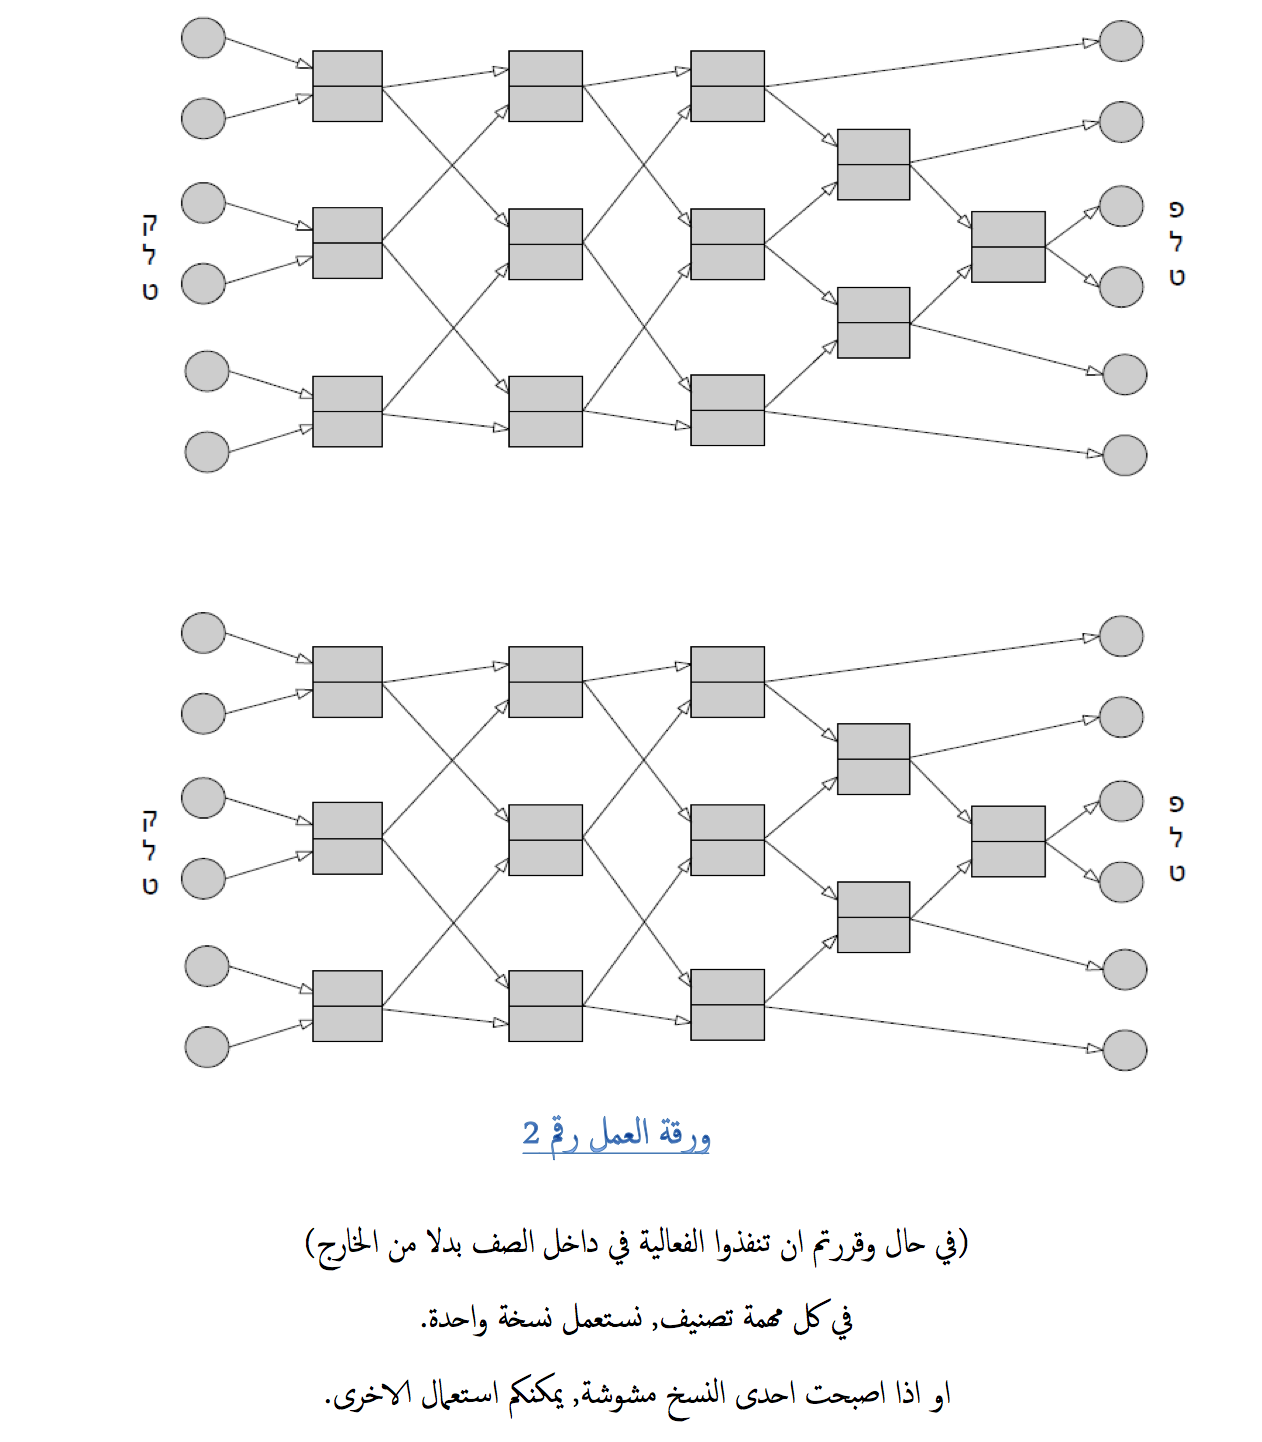 קלט
פלט
קלט
פלט
ورقة العمل رقم 2
(في حال وقررتم ان تنفذوا الفعالية في داخل الصف بدلا من الخارج)
في كل مهمة تصنيف, نستعمل نسخة واحدة.
او اذا اصبحت احدى النسخ مشوشة, يمكنكم استعمال الاخرى.